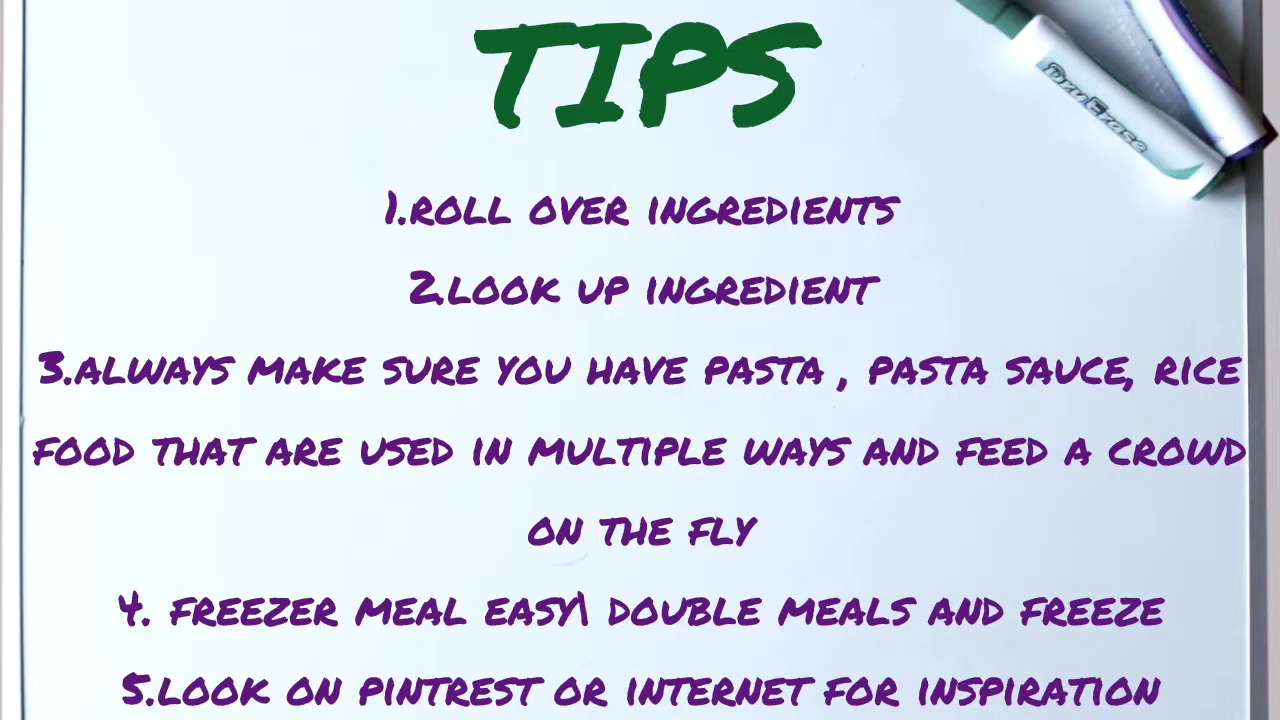 TIPS
DryErase
1.ROLL OVER INGREDIENTS
2.LOOK UP INGREDIENT
3.ALWAYS MAKE SURE YOU HAVE PASTA , PASTA SAUCE, RICE
FOOD THAT ARE USED IN MULTIPLE WAYS AND FEED A CROWD
ON THE FLY
4. FREEZER MEAL EASY\ DOUBLE MEALS AND FREEZE
5.LOOK ON PINTREST OR INTERNET FOR INSPIRATION